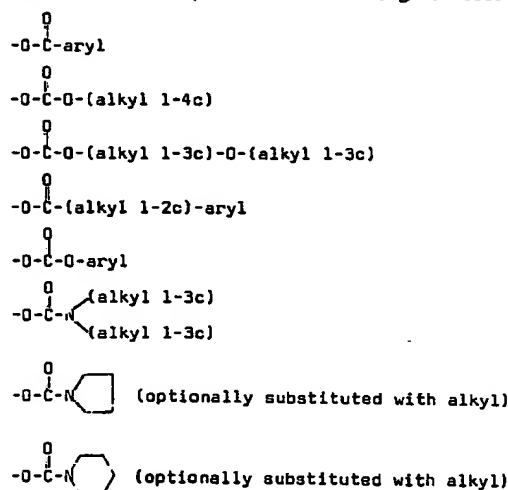 O
-O-C-aryl
O
-O-C-O-(alkyl 1-4c)
O
-O-C-O-(alkyl 1-3c)-O-(alkyl 1-3c)
O
-O-C-(alkyl 1-2c)-aryl
O
-O-C-O-aryl
O (alkyl 1-3c)
-O-C-N
(alkyl 1-3c)
O
-O-C-N (optionally substituted with alkyl)
O
-O-C-N (optionally substituted with alkyl)